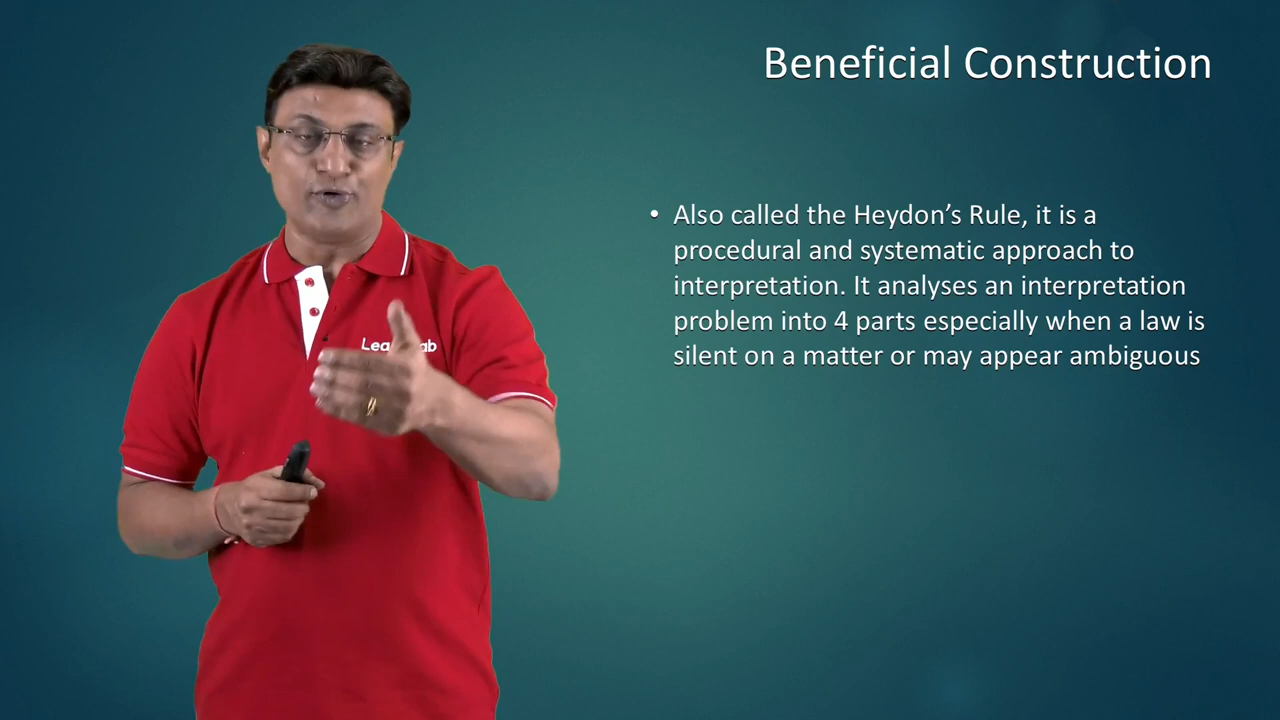 Beneficial Construction
• Also called the Heydon’s Rule, it is a
procedural and systematic approach to
interpretation. It analyses an interpretation
problem into 4 parts especially when a law is
silent on a matter or may appear ambiguous